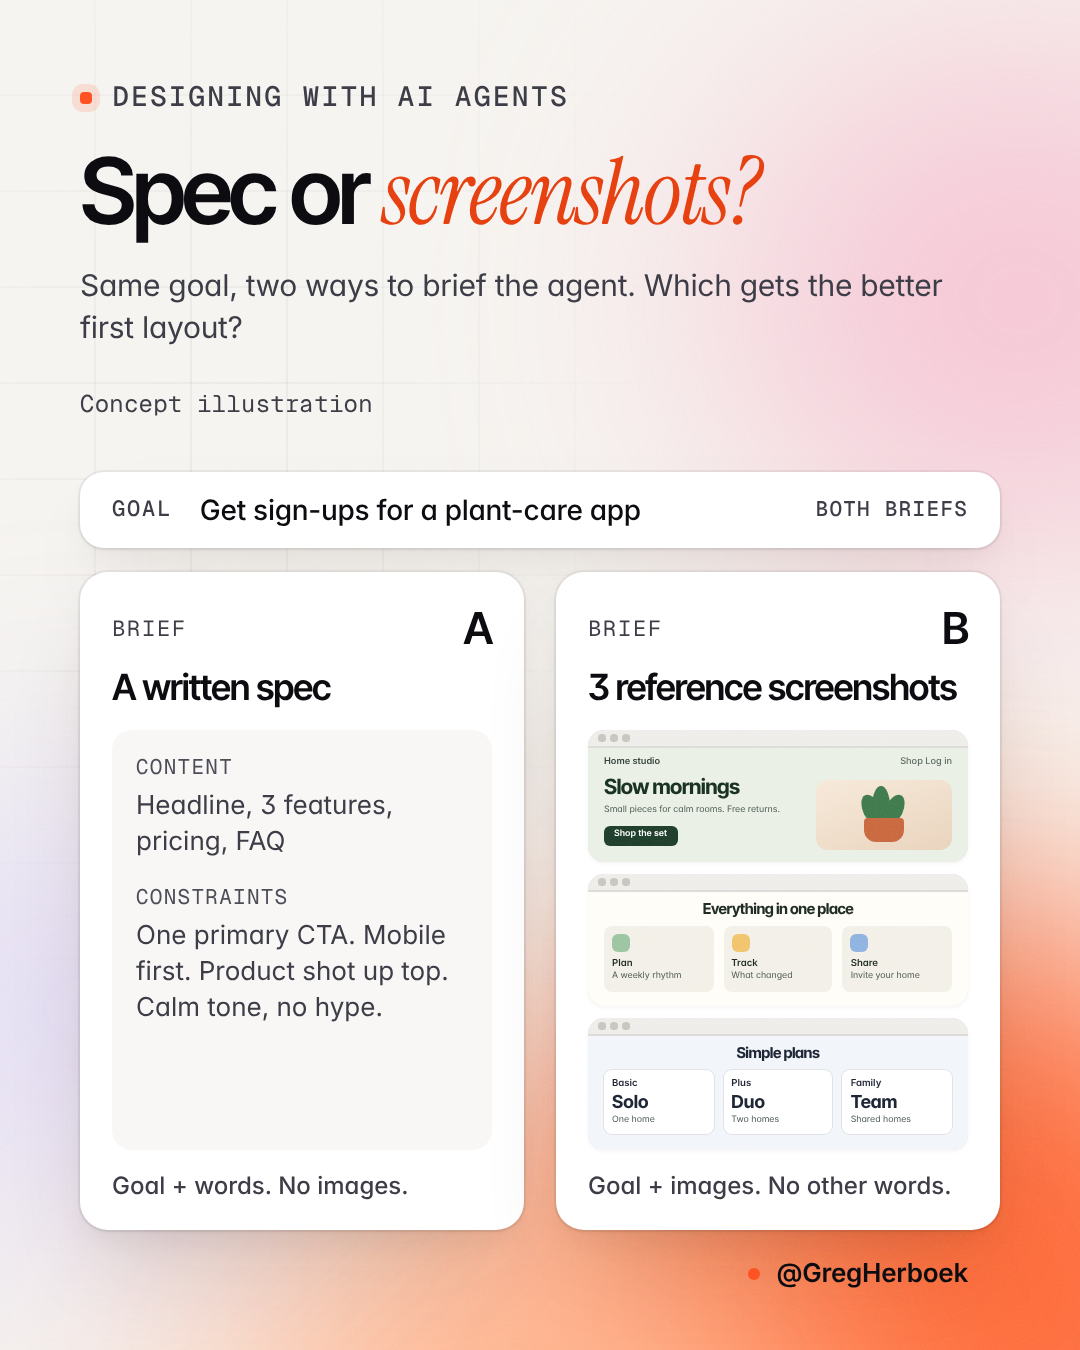 DESIGNING WITH AI AGENTS
Spec or screenshots?
Same goal, two ways to brief the agent. Which gets the better
first layout?
Concept illustration
GOAL Get sign-ups for a plant-care app BOTH BRIEFS
BRIEF A
A written spec
CONTENT
Headline, 3 features,
pricing, FAQ
CONSTRAINTS
One primary CTA. Mobile
first. Product shot up top.
Calm tone, no hype.
Goal + words. No images.
BRIEF B
3 reference screenshots
Home studio Shop Log in
Slow mornings
Small pieces for calm rooms. Free returns.
Shop the set
Everything in one place
Plan Track Share
A weekly rhythm What changed Invite your home
Simple plans
Basic Plus Family
Solo Duo Team
One home Two homes Shared homes
Goal + images. No other words.
@GregHerboek